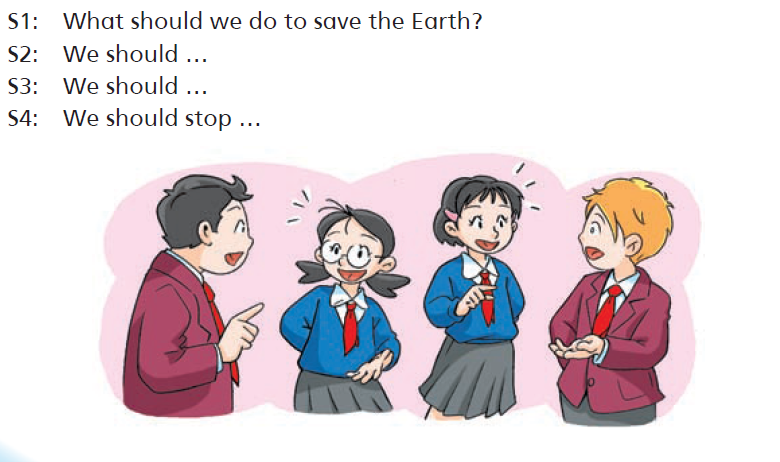 S1: What should we do to save the Earth?
S2: We should ...
S3: We should ...
S4: We should stop ...